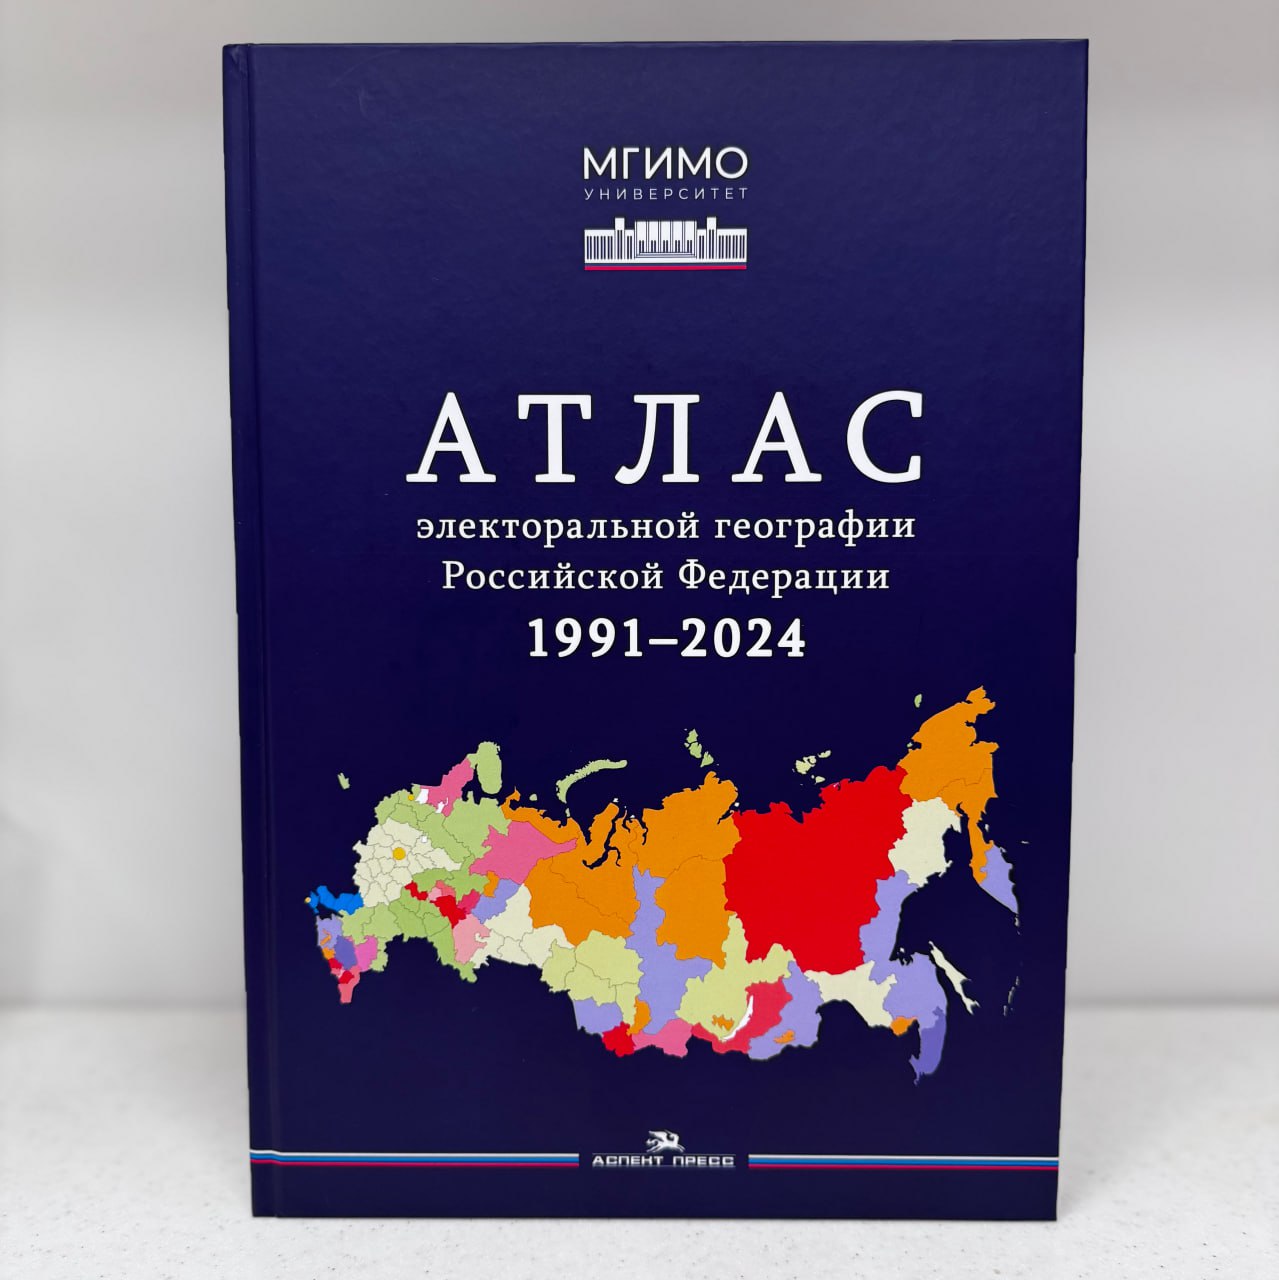 МГИМО
УНИВЕРСИТЕТ
АТЛАС
электоральной географии
Российской Федерации
1991–2024
АСПЕКТ ПРЕСС